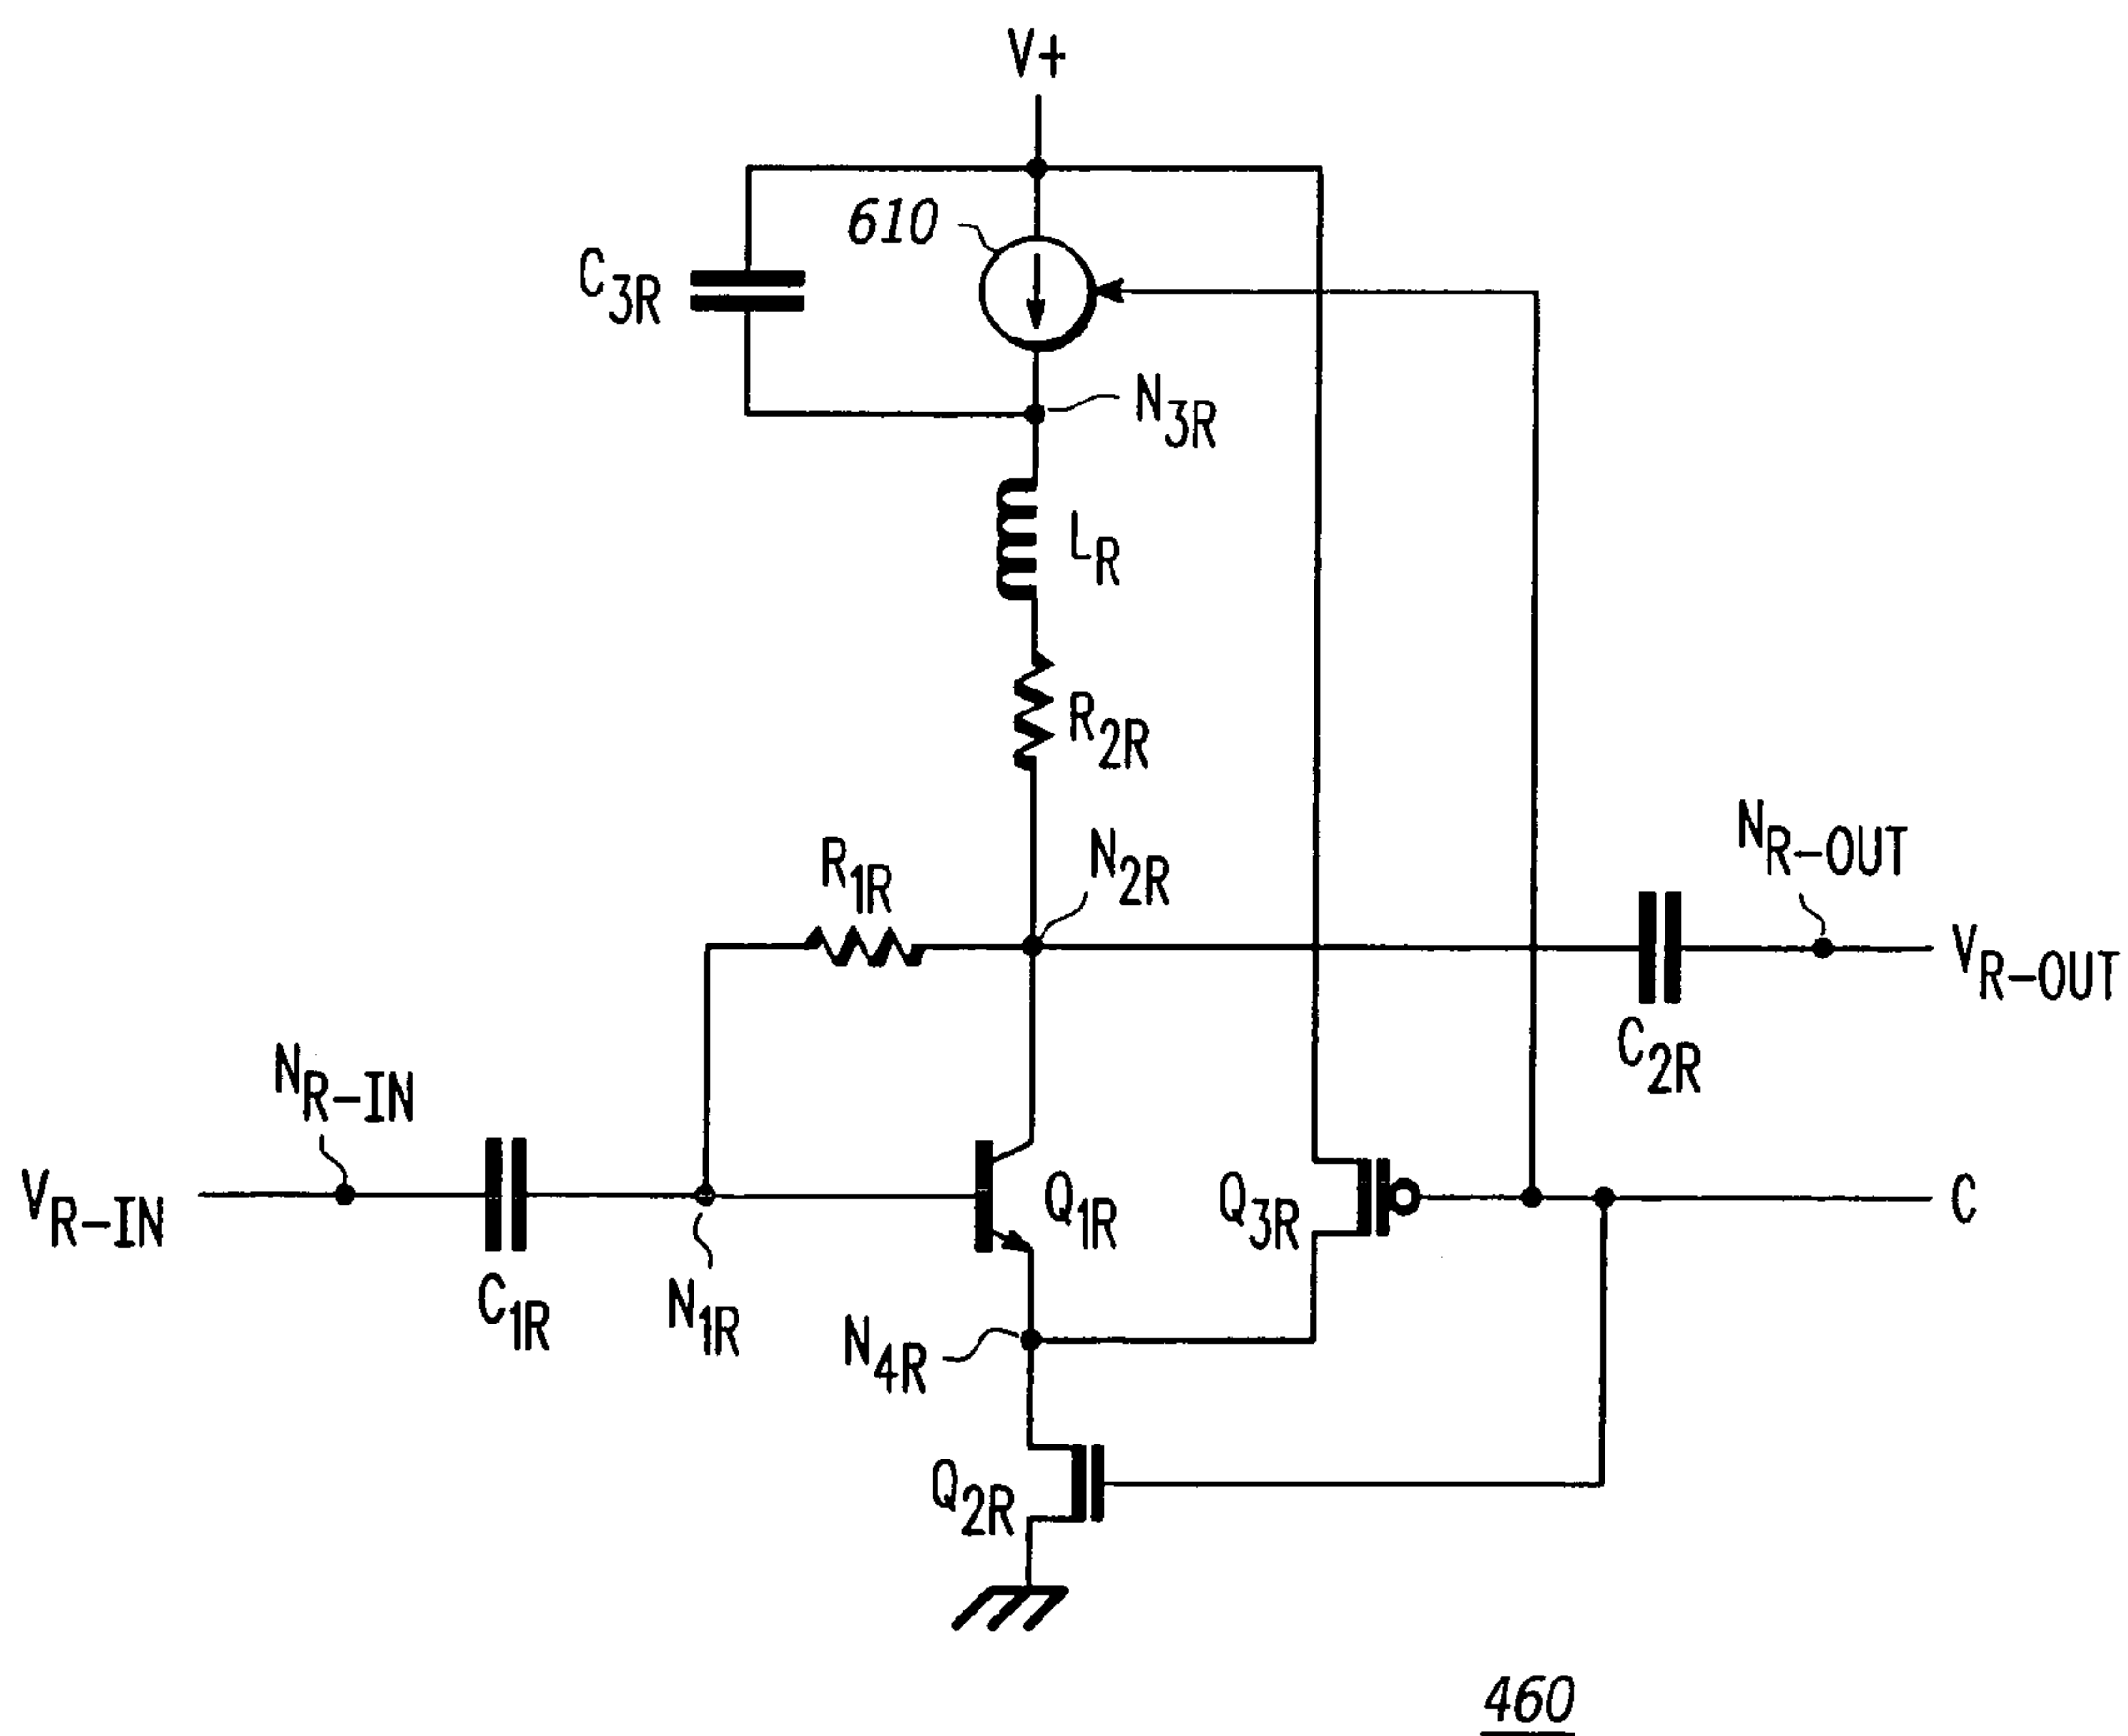 V+
610
C3R
N3R
LR
R2R
R1R
N2R
NR-OUT
VR-OUT
C2R
NR-IN
VR-IN
C1R
N1R
Q1R
Q3R
C
N4R
Q2R
460